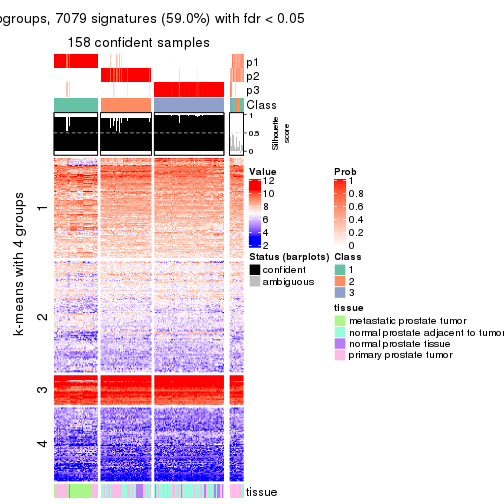 ogroups, 7079 signatures (59.0%) with fdr < 0.05
158 confident samples
p1
p2
p3
Class
1
0.5
0
Silhouette
score
k-means with 4 groups
1
2
3
4
Value
12
10
8
6
4
2
Prob
1
0.8
0.6
0.4
0.2
0
Status (barplots)
confident
ambiguous
Class
1
2
3
tissue
metastatic prostate tumor
normal prostate adjacent to tumor
normal prostate tissue
primary prostate tumor
tissue